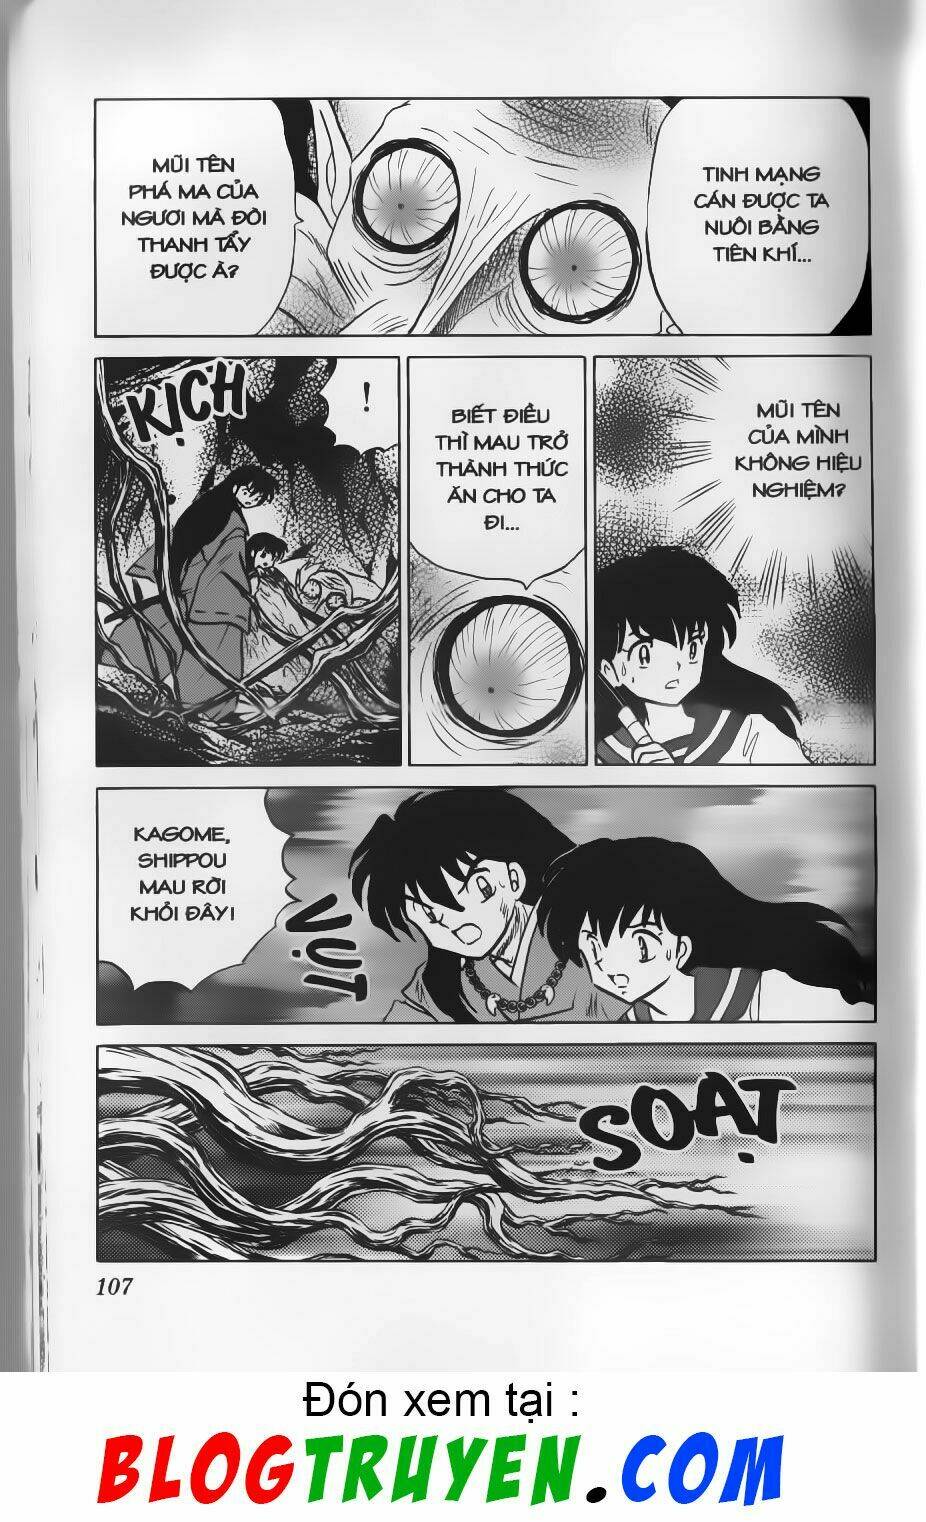 TINH MẠNG
CÁN ĐƯỢC TA
NUÔI BẰNG
TIÊN KHÍ...
MŨI TÊN
PHÁ MA CỦA
NGƯƠI MÀ ĐÒI
THANH TẨY
ĐƯỢC À?
MŨI TÊN
CỦA MÌNH
KHÔNG HIỆU
NGHIỆM?
BIẾT ĐIỀU
THÌ MAU TRỞ
THÀNH THỨC
ĂN CHO TA
ĐI...
!
KỊCH
KAGOME,
SHIPPOU
MAU RỜI
KHỎI ĐÂY!
VỤT
SOẠT
107
Đón xem tại :
BLOGTRUYEN.COM